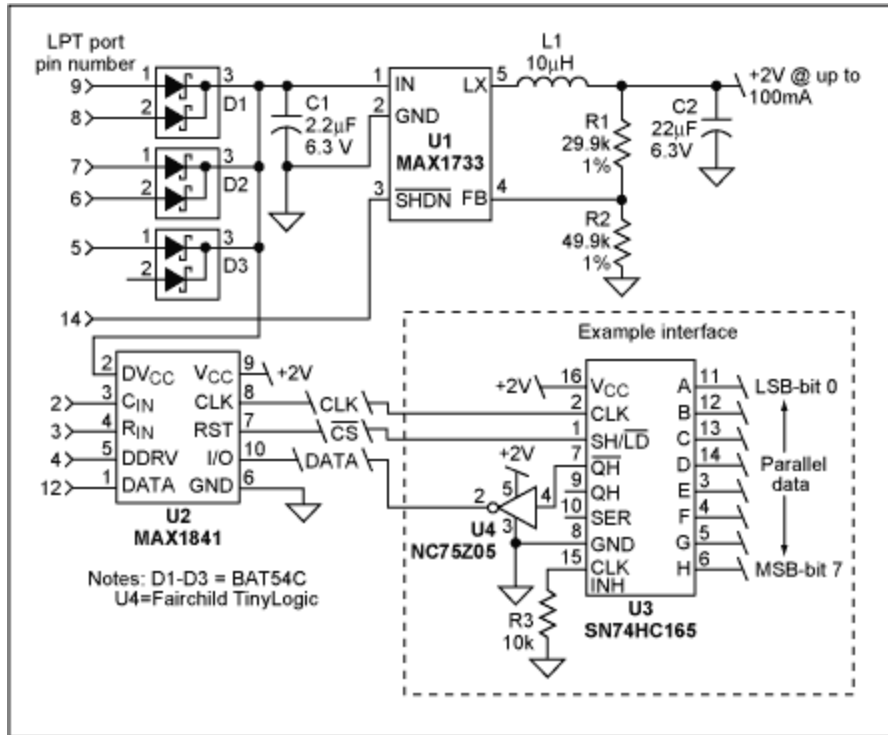 LPT port
pin number
9
8
7
6
5
14
1
2
3
D1
1
2
3
D2
1
2
3
D3
C1
2.2µF
6.3 V
1
IN
LX
5
2
GND
U1
MAX1733
3
SHDN
FB
4
L1
10µH
+2V @ up to
100mA
R1
29.9k
1%
C2
22µF
6.3V
R2
49.9k
1%
2
3
4
12
2
DVCC
VCC
9
+2V
3
CIN
CLK
8
CLK
4
RIN
RST
7
CS
5
DDRV
I/O
10
DATA
1
DATA
GND
6
U2
MAX1841
Notes: D1-D3 = BAT54C
U4=Fairchild TinyLogic
Example interface
+2V
16
VCC
A
11
LSB-bit 0
2
CLK
B
12
1
SH/LD
C
13
+2V
7
QH
D
14
Parallel
data
2
5
4
3
9
QH
E
3
U4
NC75Z05
10
SER
F
4
8
GND
G
5
15
CLK
INH
H
6
MSB-bit 7
R3
10k
U3
SN74HC165